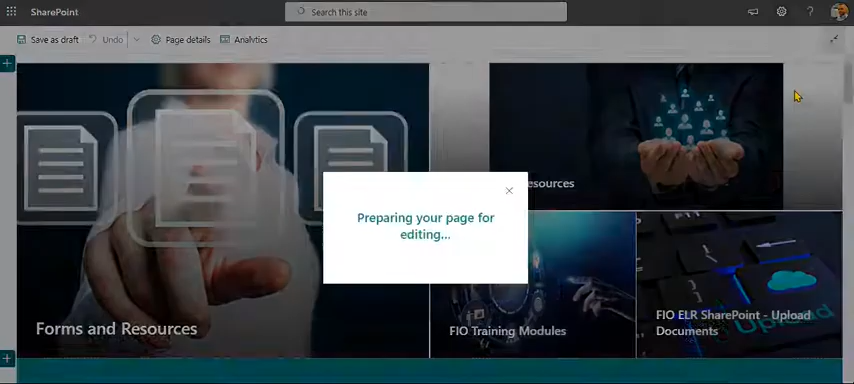 SharePoint
Search this site
Save as draft
Undo
Page details
Analytics
esources
Preparing your page for
editing...
Forms and Resources
FIO Training Modules
FIO ELR SharePoint - Upload
Documents
Upload